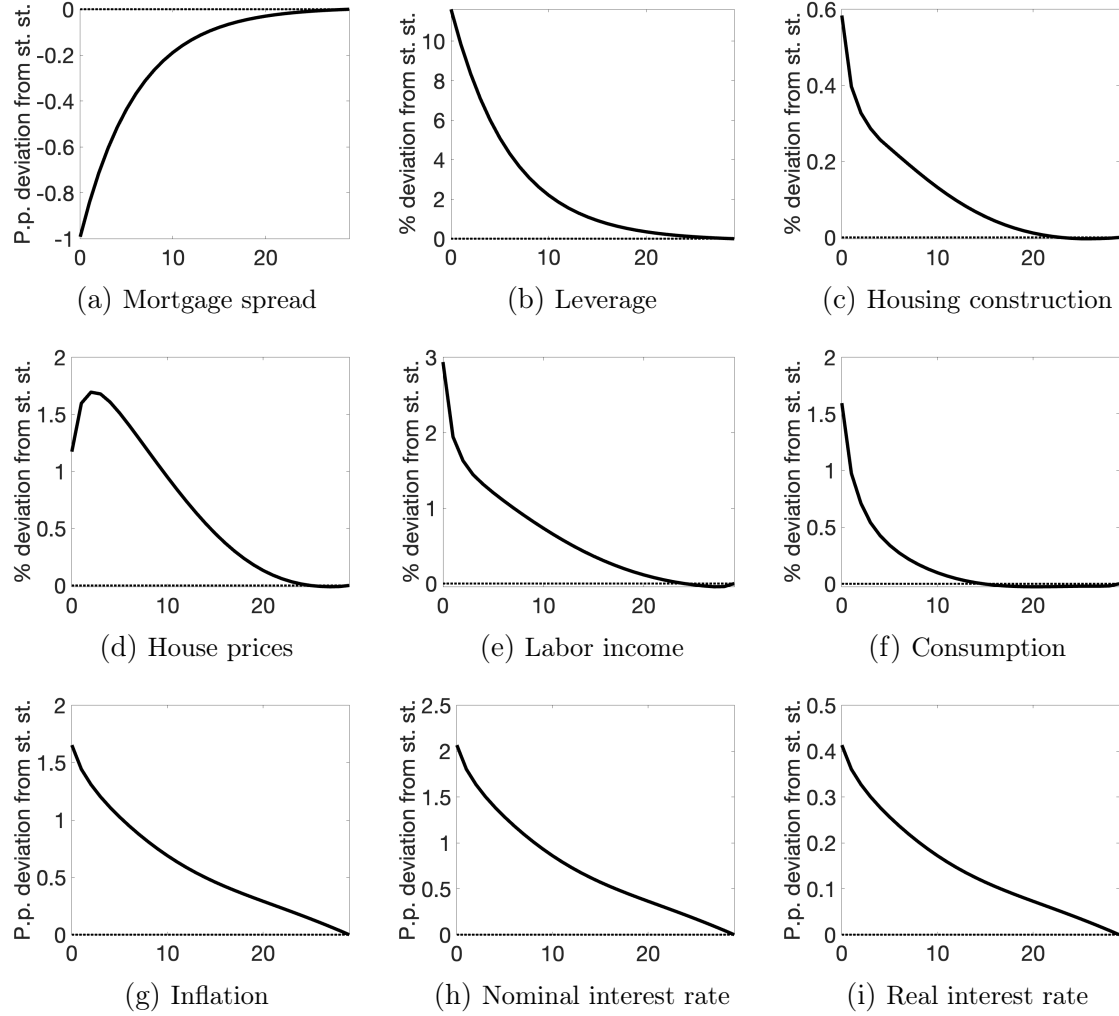 P.p. deviation from st. st.
0
-0.2
-0.4
-0.6
-0.8
-1
0 10 20
(a) Mortgage spread
% deviation from st. st.
10
8
6
4
2
0
0 10 20
(b) Leverage
% deviation from st. st.
0.6
0.4
0.2
0
0 10 20
(c) Housing construction
% deviation from st. st.
2
1.5
1
0.5
0
0 10 20
(d) House prices
% deviation from st. st.
3
2
1
0
0 10 20
(e) Labor income
% deviation from st. st.
2
1.5
1
0.5
0
0 10 20
(f) Consumption
P.p. deviation from st. st.
2
1.5
1
0.5
0
0 10 20
(g) Inflation
P.p. deviation from st. st.
2.5
2
1.5
1
0.5
0
0 10 20
(h) Nominal interest rate
P.p. deviation from st. st.
0.5
0.4
0.3
0.2
0.1
0
0 10 20
(i) Real interest rate